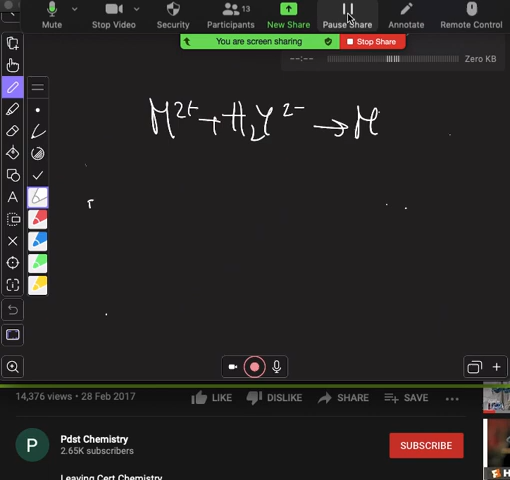 13
Mute
Stop Video
Security
Participants
New Share
Pause Share
Annotate
Remote Control
You are screen sharing
Stop Share
--:--
Zero KB
M²⁺ + H₂Y²⁻ → M
A
14,376 views • 28 Feb 2017
LIKE
DISLIKE
SHARE
SAVE
P
Pdst Chemistry
2.65K subscribers
SUBSCRIBE
Leaving Cert Chemistry